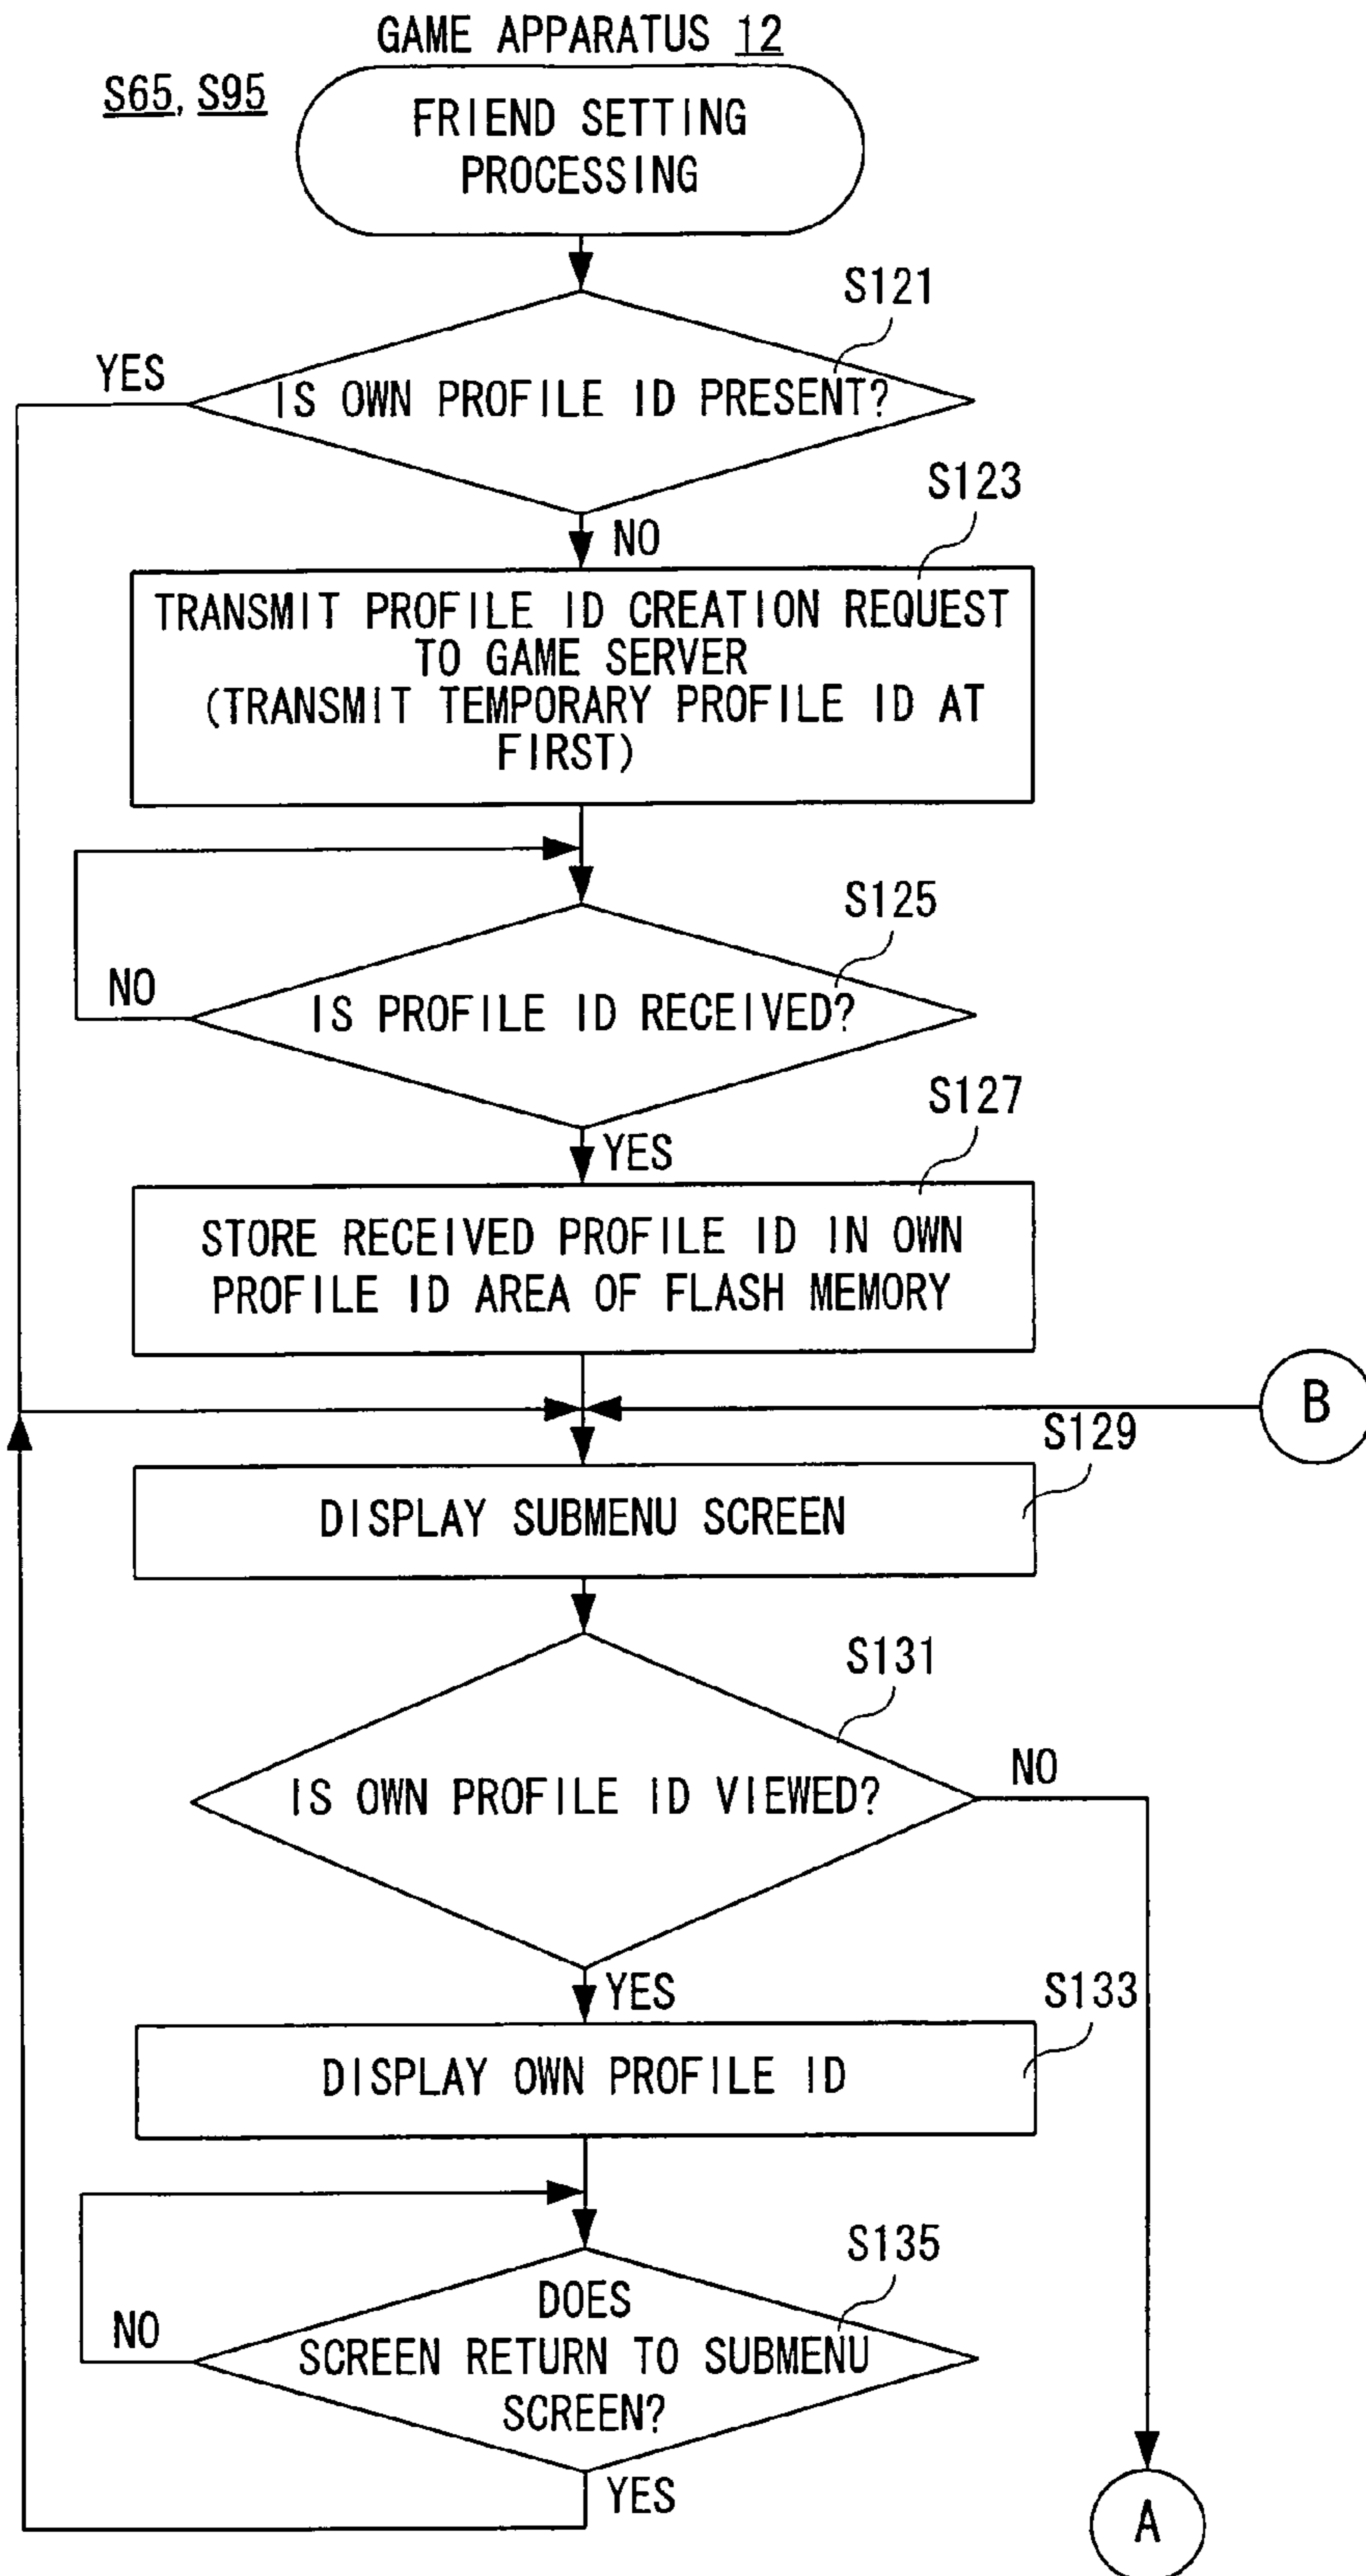 GAME APPARATUS 12
S65, S95
FRIEND SETTING
PROCESSING
S121
YES
IS OWN PROFILE ID PRESENT?
S123
NO
TRANSMIT PROFILE ID CREATION REQUEST
TO GAME SERVER
(TRANSMIT TEMPORARY PROFILE ID AT
FIRST)
S125
NO
IS PROFILE ID RECEIVED?
S127
YES
STORE RECEIVED PROFILE ID IN OWN
PROFILE ID AREA OF FLASH MEMORY
B
S129
DISPLAY SUBMENU SCREEN
S131
NO
IS OWN PROFILE ID VIEWED?
YES
S133
DISPLAY OWN PROFILE ID
S135
DOES
NO
SCREEN RETURN TO SUBMENU
SCREEN?
YES
A